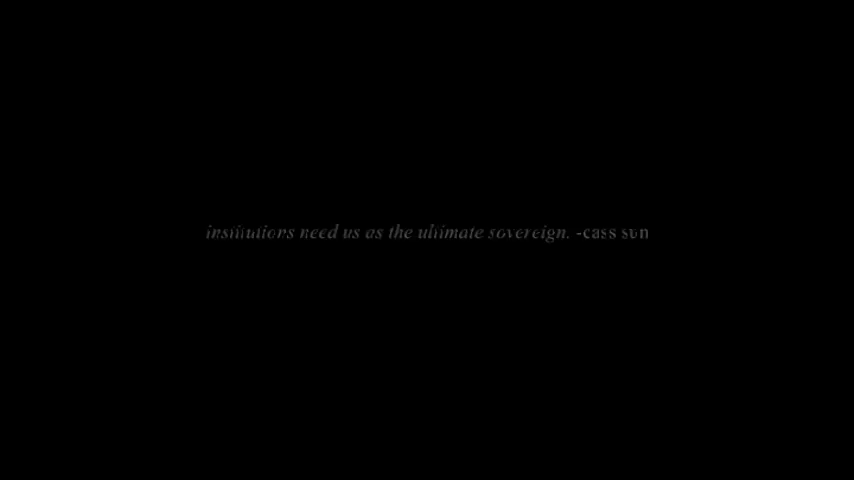 institutions need us as the ultimate sovereign. -cass sun